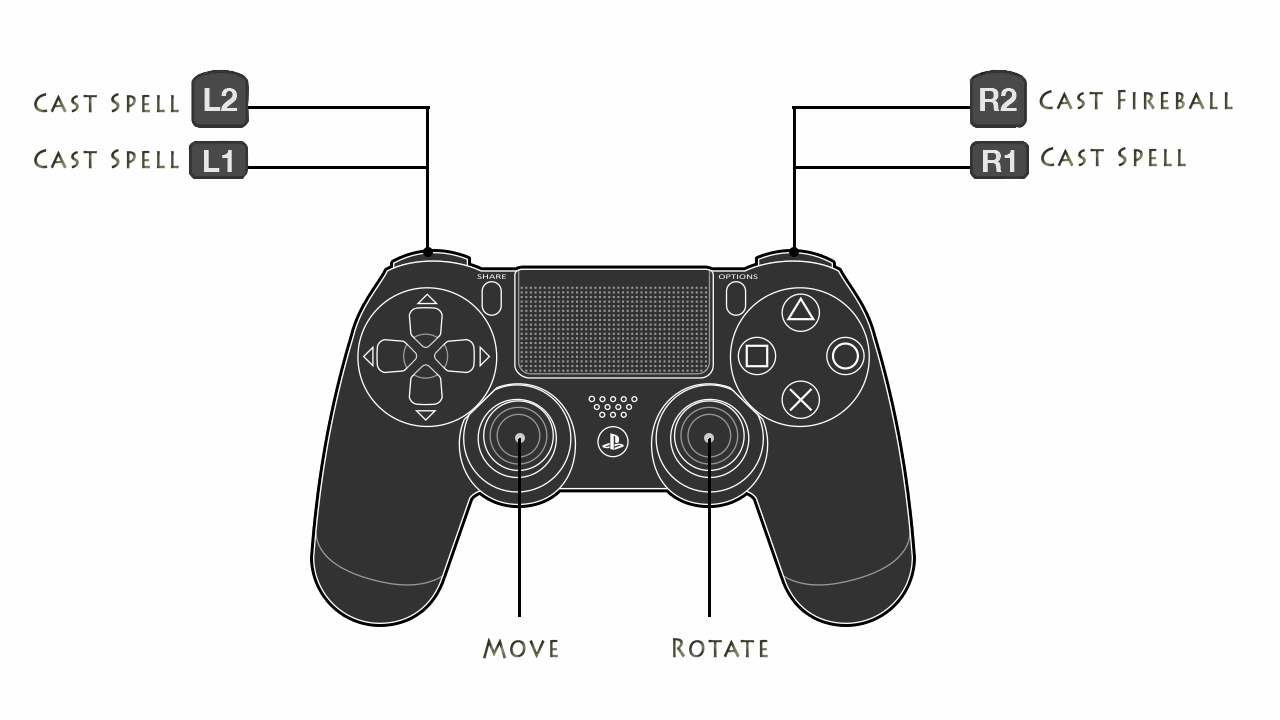 CAST SPELL L2
R2 CAST FIREBALL
CAST SPELL L1
R1 CAST SPELL
SHARE
OPTIONS
MOVE
ROTATE